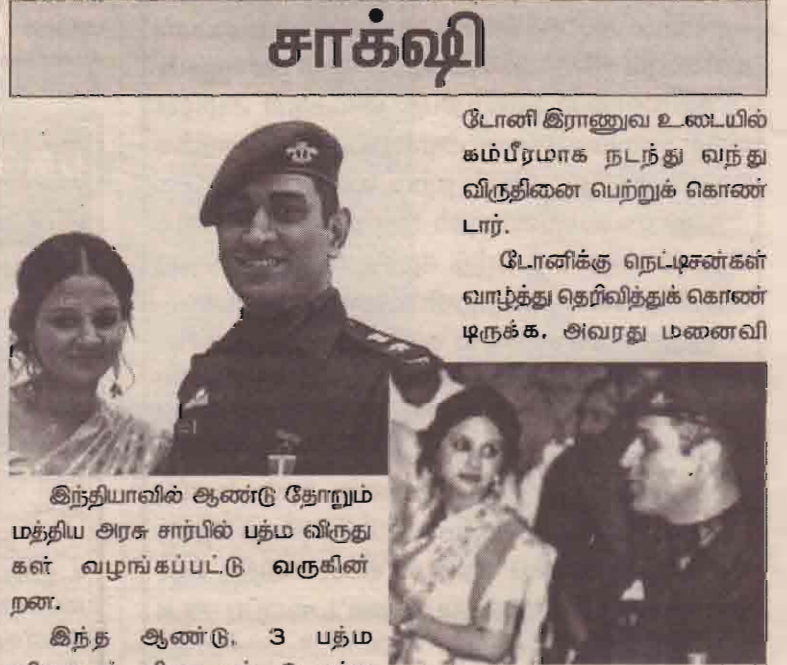 சாக்ஷி
இந்தியாவில் ஆண்டு தோறும்
மத்திய அரசு சார்பில் பத்ம விருது
கள் வழங்கப்பட்டு வருகின்
றன.
இந்த ஆண்டு, 3 பத்ம
டோனி இராணுவ உடையில்
கம்பீரமாக நடந்து வந்து
விருதினை பெற்றுக் கொண்
டார்.
டோனிக்கு நெட்டிசன்கள்
வாழ்த்து தெரிவித்துக் கொண்
டிருக்க, அவரது மனைவி